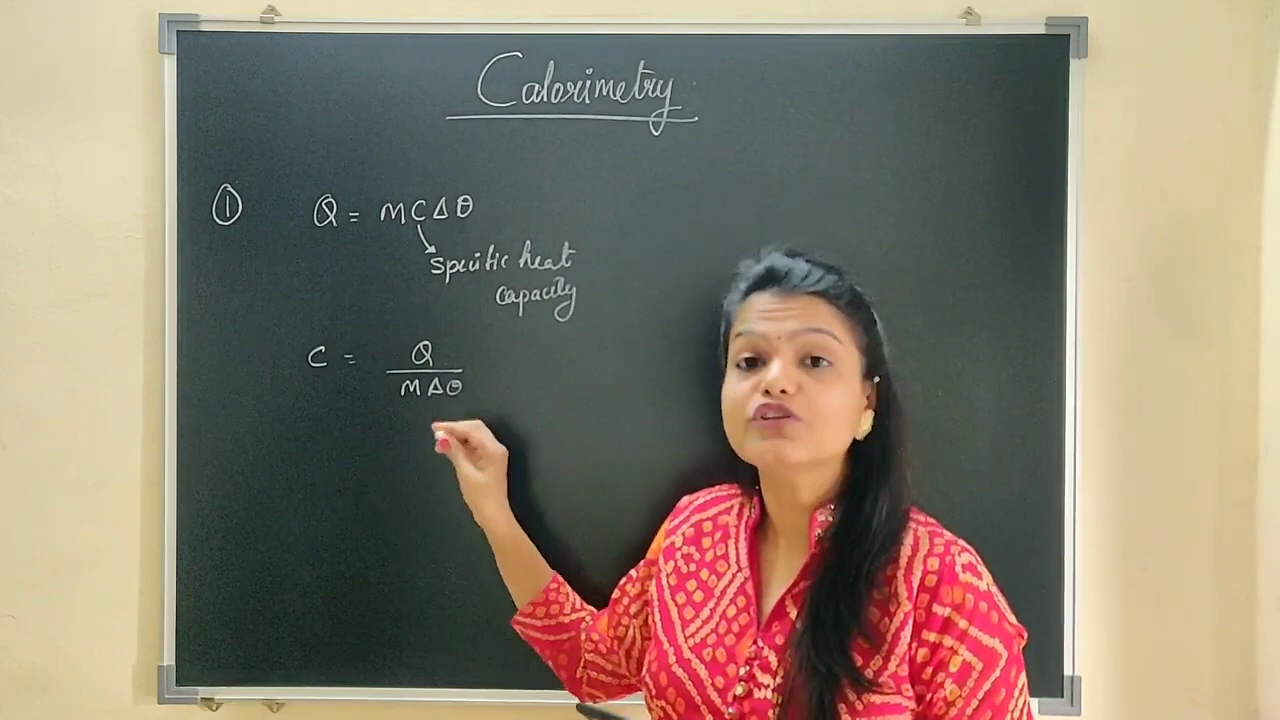 Calorimetry
① Q = MCΔθ
Specific heat
capacity
C = Q / MΔθ